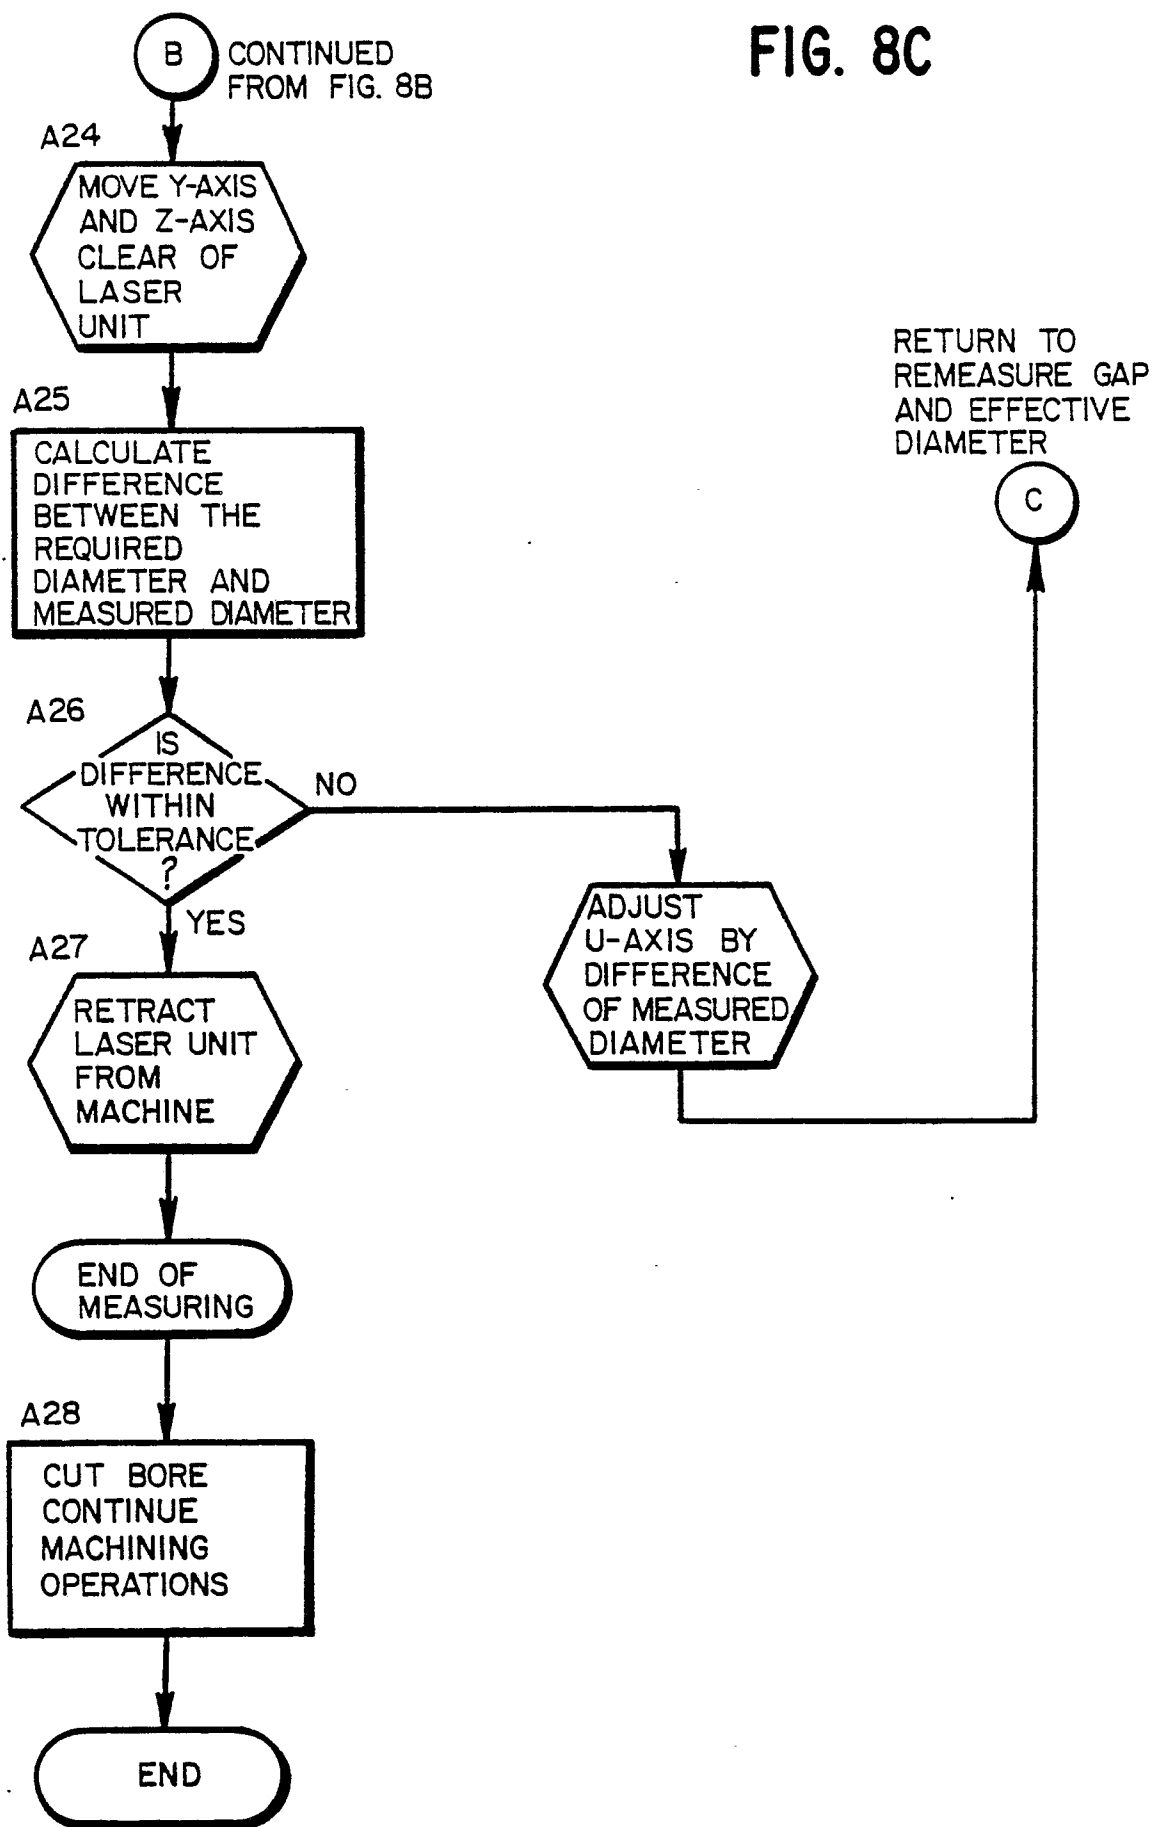 FIG. 8C
B
CONTINUED
FROM FIG. 8B
A24
MOVE Y-AXIS
AND Z-AXIS
CLEAR OF
LASER
UNIT
A25
CALCULATE
DIFFERENCE
BETWEEN THE
REQUIRED
DIAMETER AND
MEASURED DIAMETER
A26
IS
DIFFERENCE
WITHIN
TOLERANCE
?
NO
YES
ADJUST
U-AXIS BY
DIFFERENCE
OF MEASURED
DIAMETER
RETURN TO
REMEASURE GAP
AND EFFECTIVE
DIAMETER
C
A27
RETRACT
LASER UNIT
FROM
MACHINE
END OF
MEASURING
A28
CUT BORE
CONTINUE
MACHINING
OPERATIONS
END